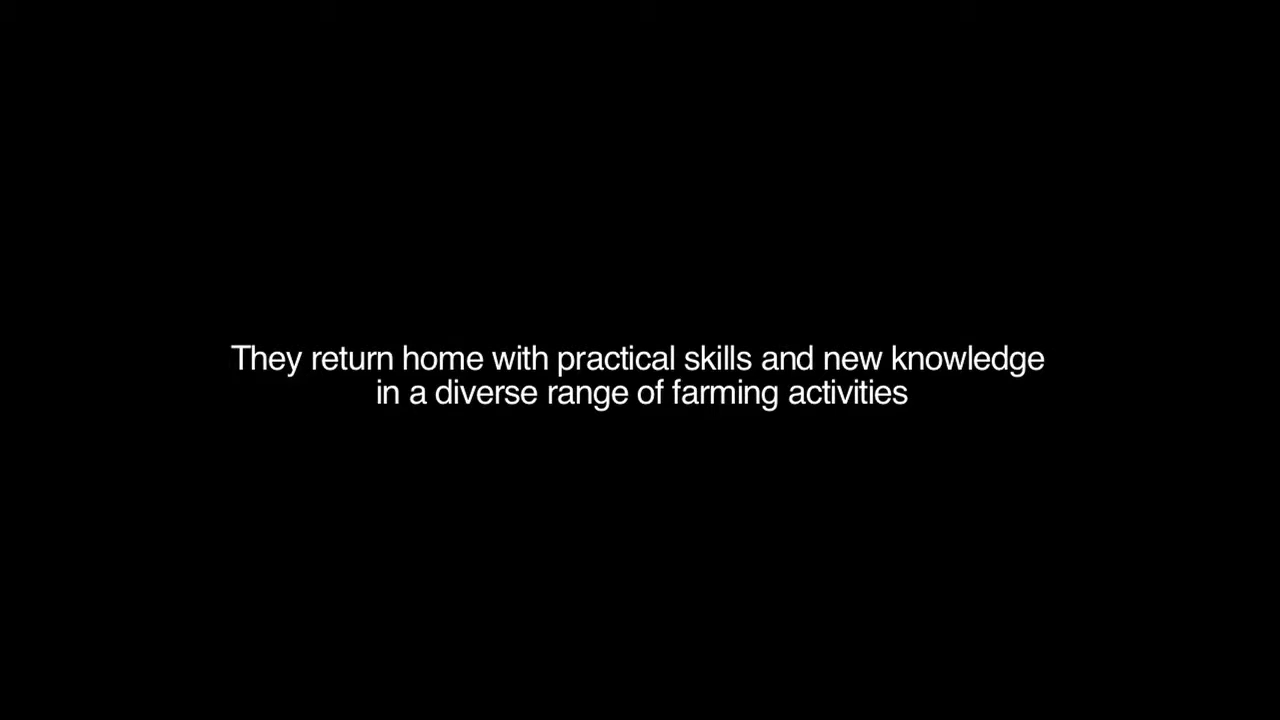 They return home with practical skills and new knowledge
in a diverse range of farming activities